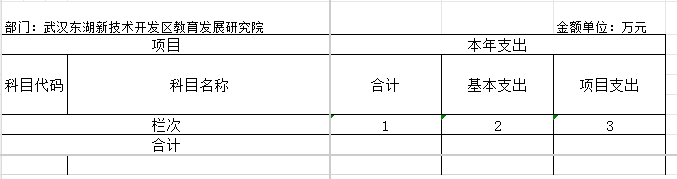 部门：武汉东湖新技术开发区教育发展研究院 金额单位：万元
项目 本年支出
科目代码 科目名称 合计 基本支出 项目支出
栏次 1 2 3
合计